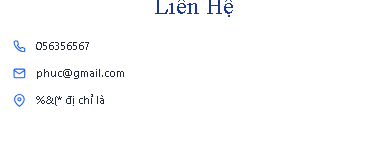 Liên Hệ
056356567
phuc@gmail.com
%&(* đị chỉ là